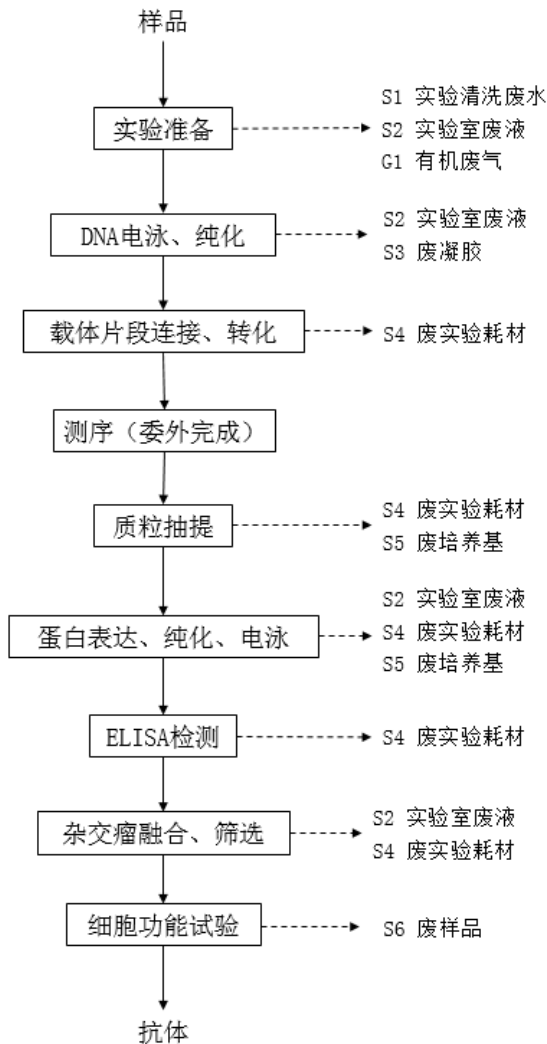 样品
实验准备
S1 实验清洗废水
S2 实验室废液
G1 有机废气
DNA电泳、纯化
S2 实验室废液
S3 废凝胶
载体片段连接、转化
S4 废实验耗材
测序（委外完成）
质粒抽提
S4 废实验耗材
S5 废培养基
蛋白表达、纯化、电泳
S2 实验室废液
S4 废实验耗材
S5 废培养基
ELISA检测
S4 废实验耗材
杂交瘤融合、筛选
S2 实验室废液
S4 废实验耗材
细胞功能试验
S6 废样品
抗体